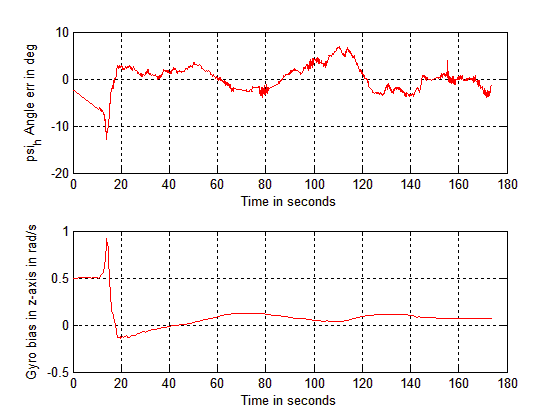 10
0
-10
-20
psi_h Angle err in deg
0 20 40 60 80 100 120 140 160 180
Time in seconds
1
0.5
0
-0.5
Gyro bias in z-axis in rad/s
0 20 40 60 80 100 120 140 160 180
Time in seconds